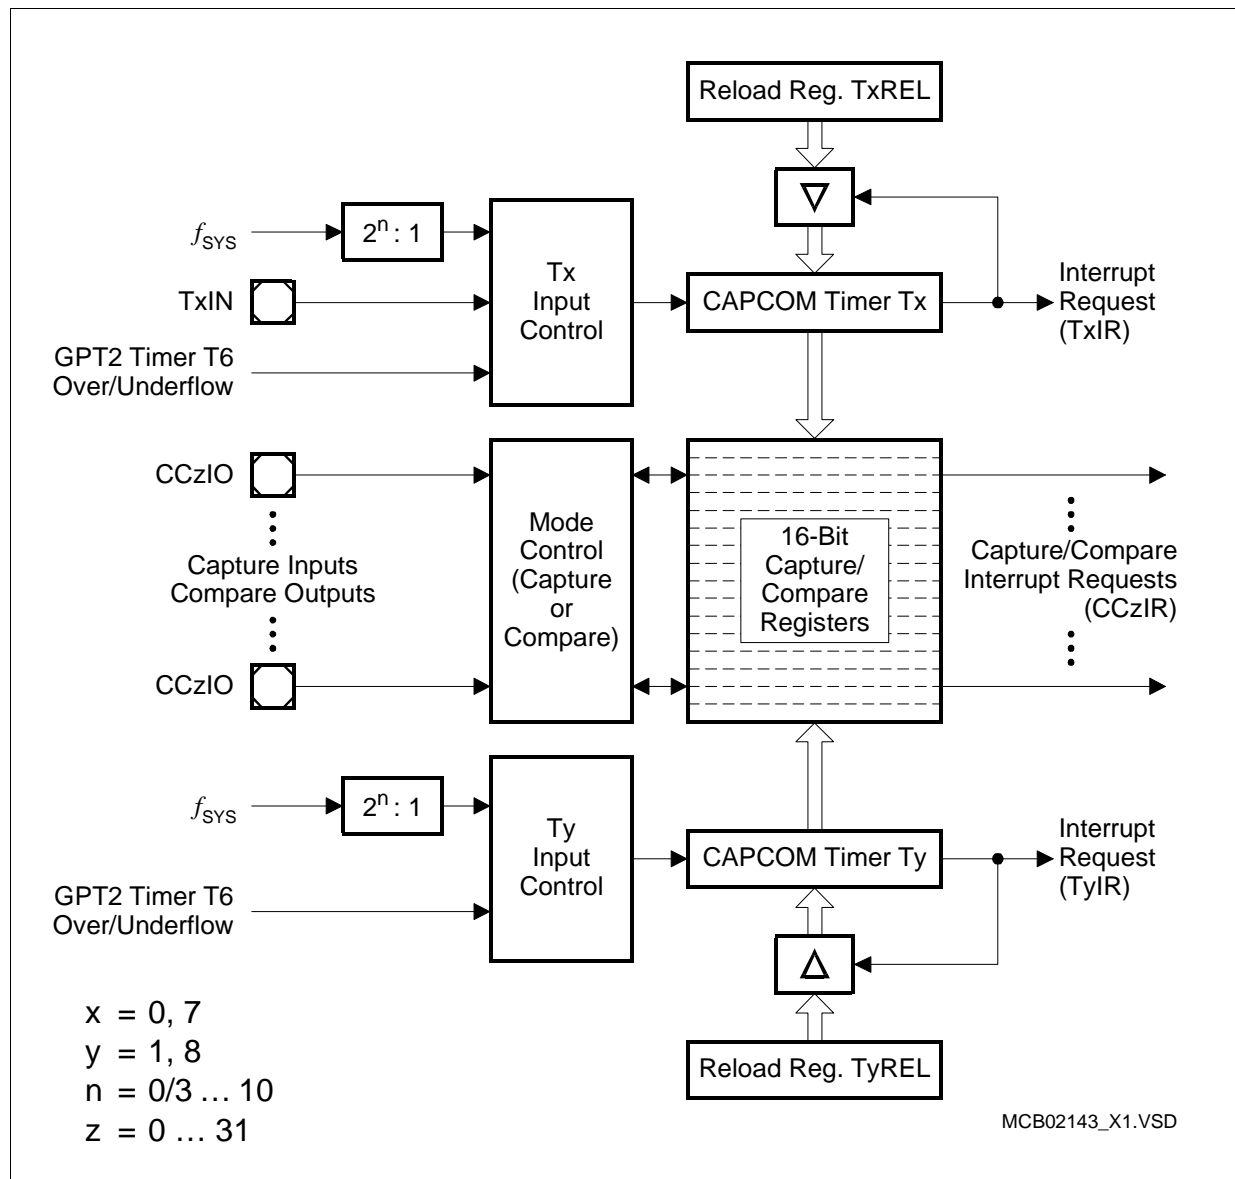 Reload Reg. TxREL
f SYS
2^n : 1
Tx
Input
Control
TxIN
GPT2 Timer T6
Over/Underflow
CAPCOM Timer Tx
Interrupt
Request
(TxIR)
CCzIO
Capture Inputs
Compare Outputs
CCzIO
Mode
Control
(Capture
or
Compare)
16-Bit
Capture/
Compare
Registers
Capture/Compare
Interrupt Requests
(CCzIR)
f SYS
2^n : 1
Ty
Input
Control
GPT2 Timer T6
Over/Underflow
CAPCOM Timer Ty
Interrupt
Request
(TyIR)
Reload Reg. TyREL
x = 0, 7
y = 1, 8
n = 0/3 … 10
z = 0 … 31
MCB02143_X1.VSD